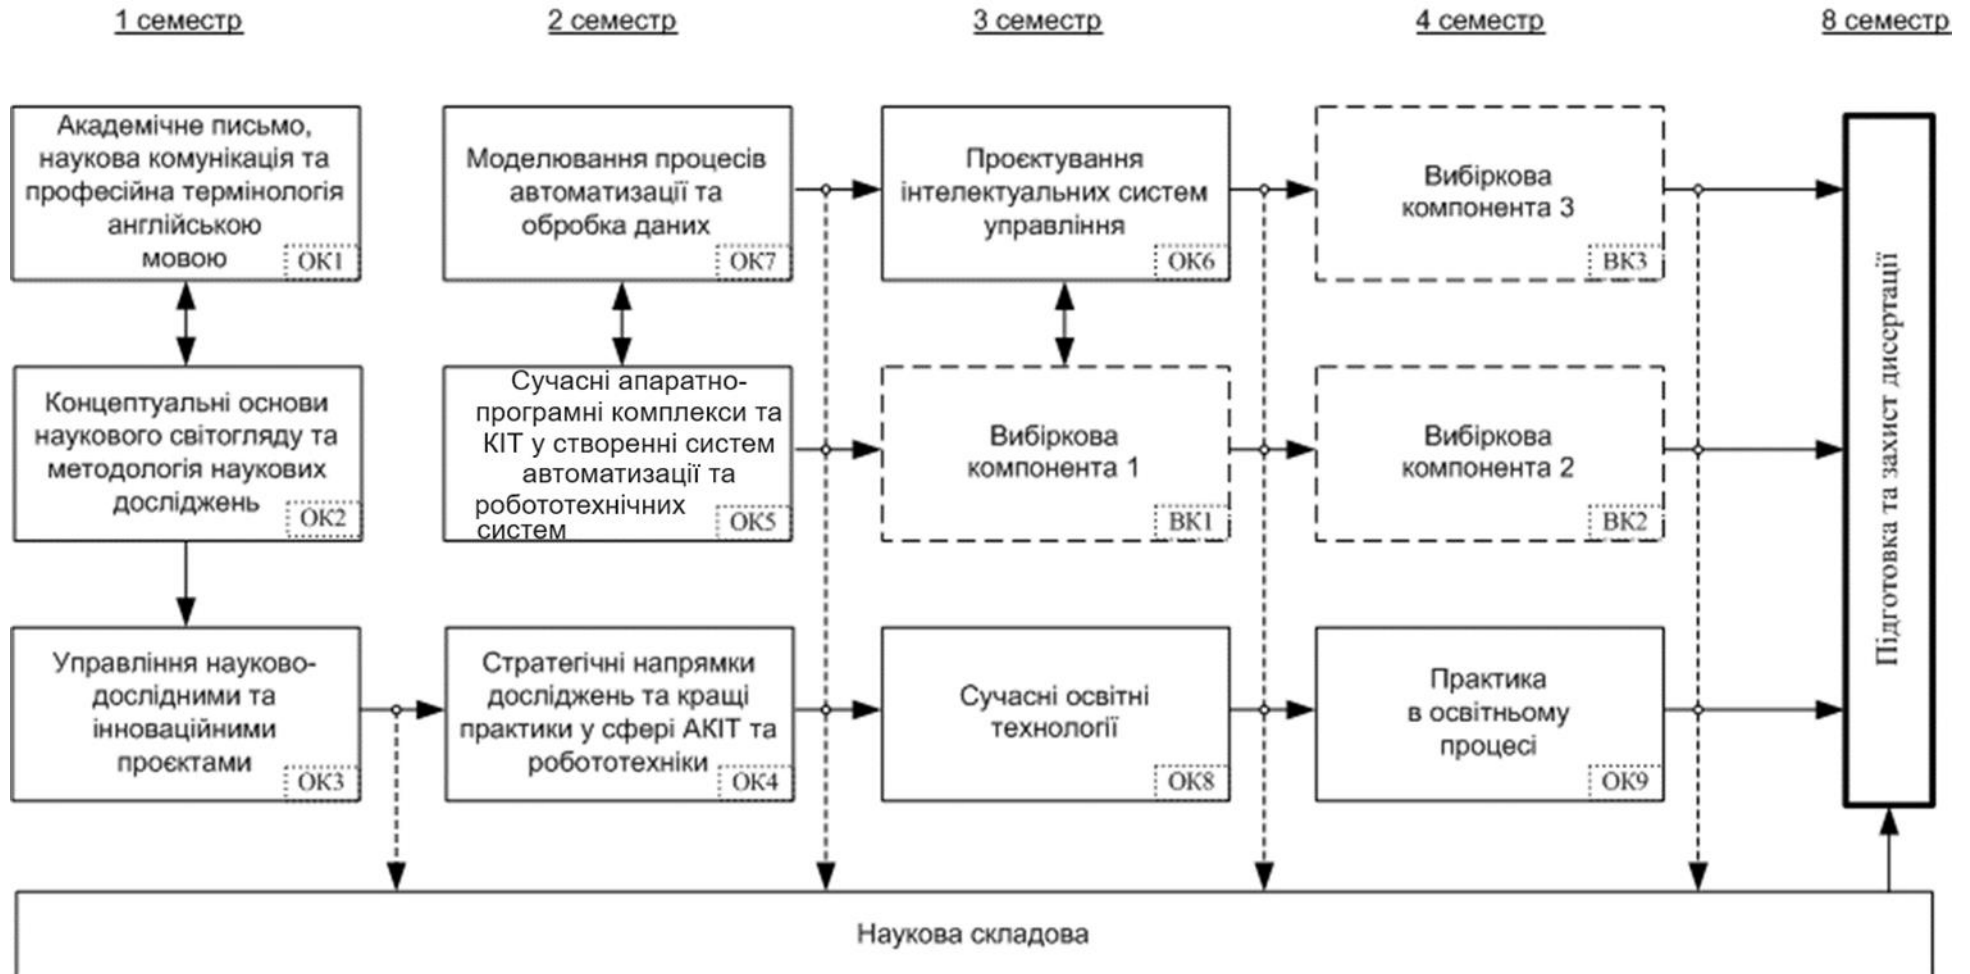 1 семестр
2 семестр
3 семестр
4 семестр
8 семестр
Академічне письмо,
наукова комунікація та
професійна термінологія
англійською
мовою
ОК1
Моделювання процесів
автоматизації та
обробка даних
ОК7
Проєктування
інтелектуальних систем
управління
ОК6
Вибіркова
компонента 3
ВК3
Концептуальні основи
наукового світогляду та
методологія наукових
досліджень
ОК2
Сучасні апаратно-
програмні комплекси та
КІТ у створенні систем
автоматизації та
робототехнічних
систем
ОК5
Вибіркова
компонента 1
ВК1
Вибіркова
компонента 2
ВК2
Управління науково-
дослідними та
інноваційними
проєктами
ОК3
Стратегічні напрямки
досліджень та кращі
практики у сфері АКІТ та
робототехніки
ОК4
Сучасні освітні
технології
ОК8
Практика
в освітньому
процесі
ОК9
Підготовка та захист дисертації
Наукова складова